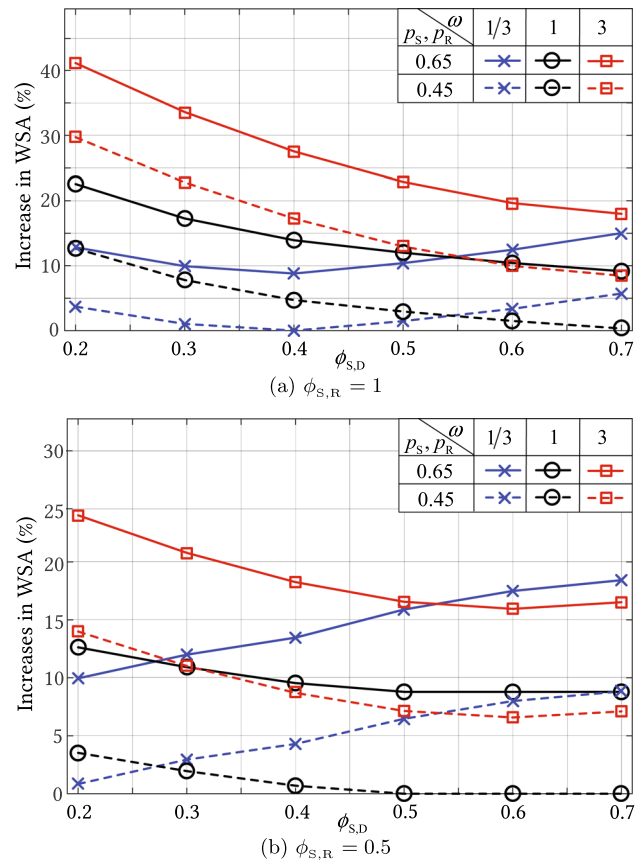 50
40
30
20
10
0
Increase in WSA (%)
ω
p_S, p_R
1/3
1
3
0.65
0.45
0.2 0.3 0.4 0.5 0.6 0.7
ϕ_S,D
(a) ϕ_S,R = 1
30
25
20
15
10
5
0
Increases in WSA (%)
ω
p_S, p_R
1/3
1
3
0.65
0.45
0.2 0.3 0.4 0.5 0.6 0.7
ϕ_S,D
(b) ϕ_S,R = 0.5